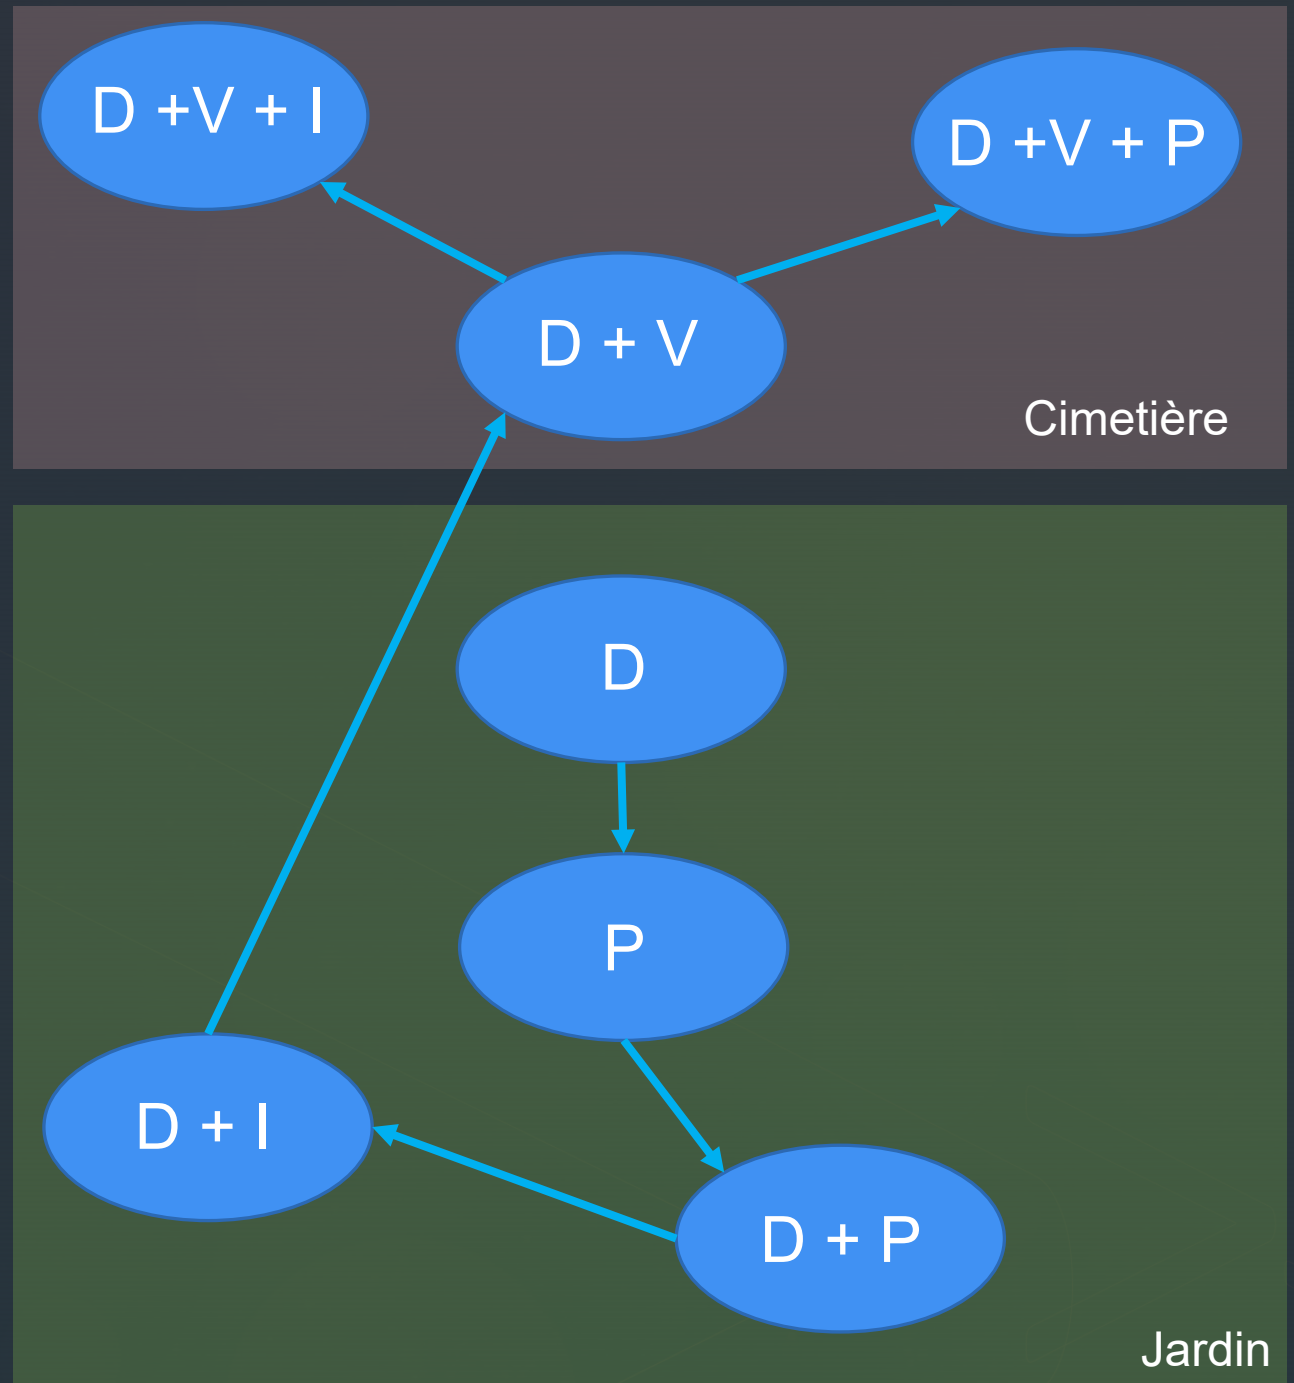 D +V + I
D +V + P
D + V
Cimetière
D
P
D + I
D + P
Jardin